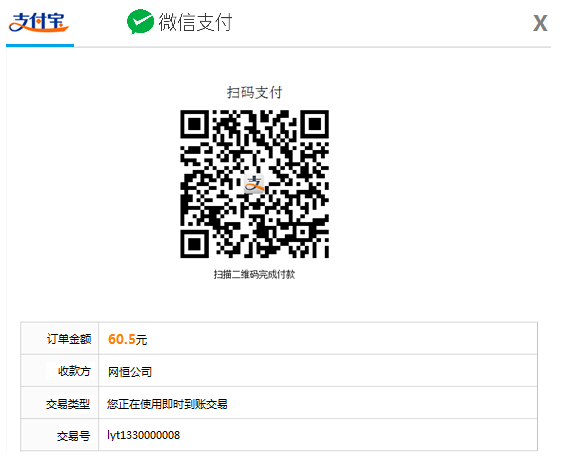 支付宝 微信支付 X
扫码支付
支
扫描二维码完成付款
订单金额 60.5元
收款方 网恒公司
交易类型 您正在使用即时到账交易
交易号 lyt1330000008